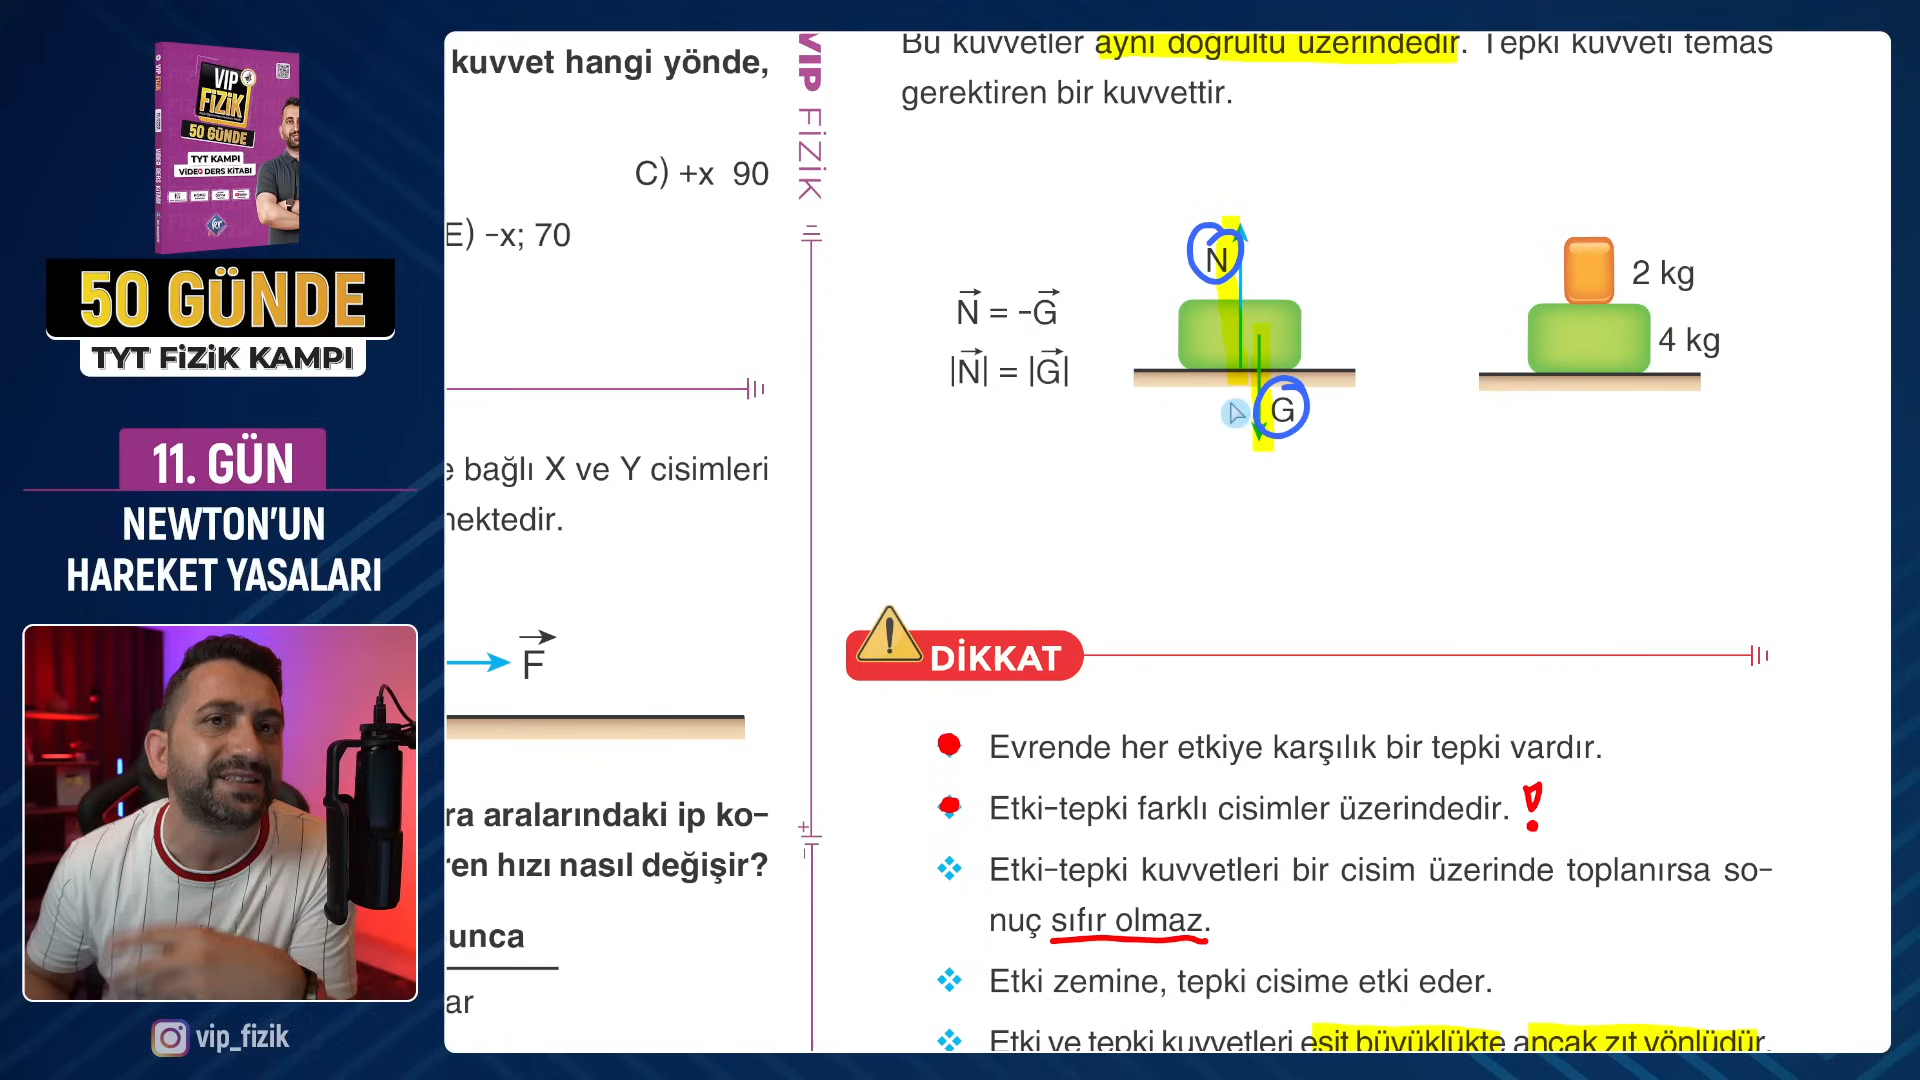 VIP
FİZİK
50 GÜNDE
TYT KAMPI
VİDEO DERS KİTABI
50 GÜNDE
TYT FİZİK KAMPI
11. GÜN
NEWTON'UN
HAREKET YASALARI
vip_fizik
kuvvet hangi yönde,
C) +x 90
E) -x; 70
e bağlı X ve Y cisimleri
mektedir.
F
ra aralarındaki ip ko-
ren hızı nasıl değişir?
unca
ar
VIP FİZİK
Bu kuvvetler aynı doğrultu üzerindedir. Tepki kuvveti temas
gerektiren bir kuvvettir.
N = -G
|N| = |G|
N
G
2 kg
4 kg
DİKKAT
Evrende her etkiye karşılık bir tepki vardır.
Etki-tepki farklı cisimler üzerindedir. !
Etki-tepki kuvvetleri bir cisim üzerinde toplanırsa so-
nuç sıfır olmaz.
Etki zemine, tepki cisime etki eder.
Etki ve tepki kuvvetleri eşit büyüklükte ancak zıt yönlüdür.